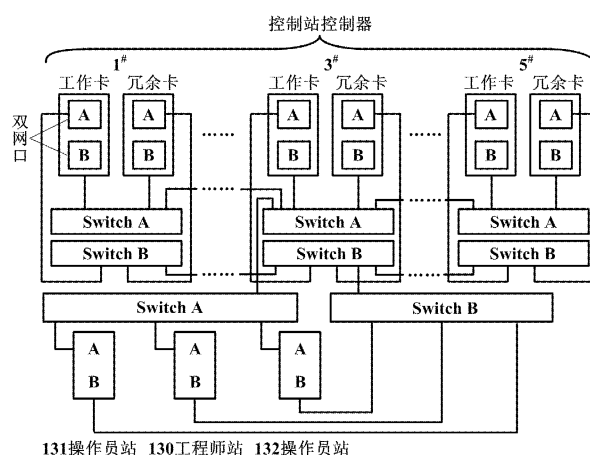 控制站控制器
1# 3# 5#
工作卡 冗余卡 工作卡 冗余卡 工作卡 冗余卡
双网口
A A …… A A …… A A
B B B B B B
…… ……
Switch A Switch A Switch A
Switch B Switch B Switch B
…… ……
Switch A Switch B
A A A
B B B
131操作员站 130工程师站 132操作员站